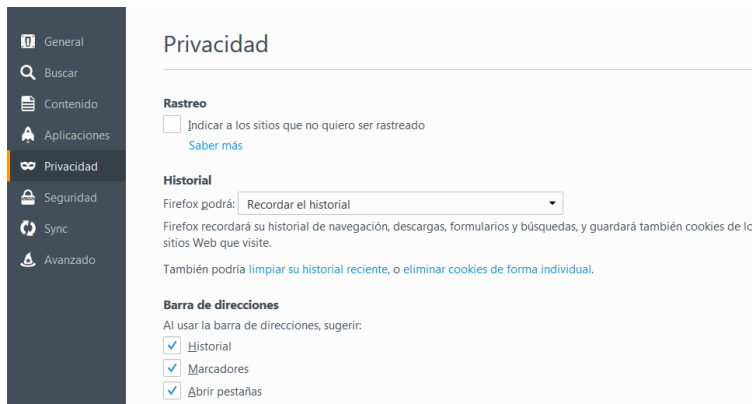 General
Buscar
Contenido
Aplicaciones
Privacidad
Seguridad
Sync
Avanzado
Privacidad
Rastreo
Indicar a los sitios que no quiero ser rastreado
Saber más
Historial
Firefox podrá: Recordar el historial
Firefox recordará su historial de navegación, descargas, formularios y búsquedas, y guardará también cookies de lo
sitios Web que visite.
También podría limpiar su historial reciente, o eliminar cookies de forma individual.
Barra de direcciones
Al usar la barra de direcciones, sugerir:
Historial
Marcadores
Abrir pestañas